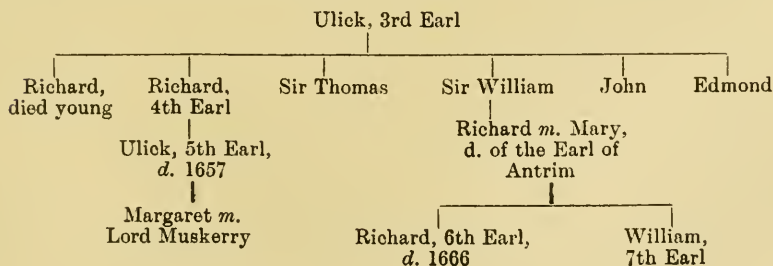 Ulick, 3rd Earl
Richard, died young
Richard, 4th Earl
Sir Thomas
Sir William
John
Edmond
Ulick, 5th Earl,
d. 1657
Richard m. Mary,
d. of the Earl of
Antrim
Margaret m.
Lord Muskerry
Richard, 6th Earl,
d. 1666
William,
7th Earl